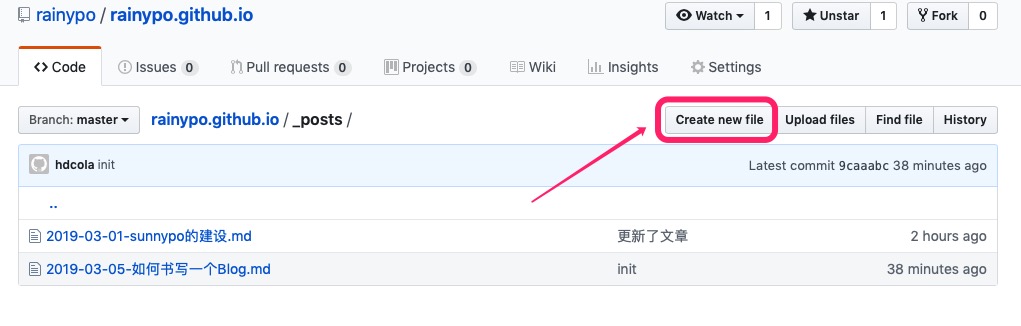 rainypo / rainypo.github.io Watch 1 Unstar 1 Fork 0
Code Issues 0 Pull requests 0 Projects 0 Wiki Insights Settings
Branch: master rainypo.github.io / _posts / Create new file Upload files Find file History
hdcola init Latest commit 9caaabc 38 minutes ago
..
2019-03-01-sunnypo的建设.md 更新了文章 2 hours ago
2019-03-05-如何书写一个Blog.md init 38 minutes ago